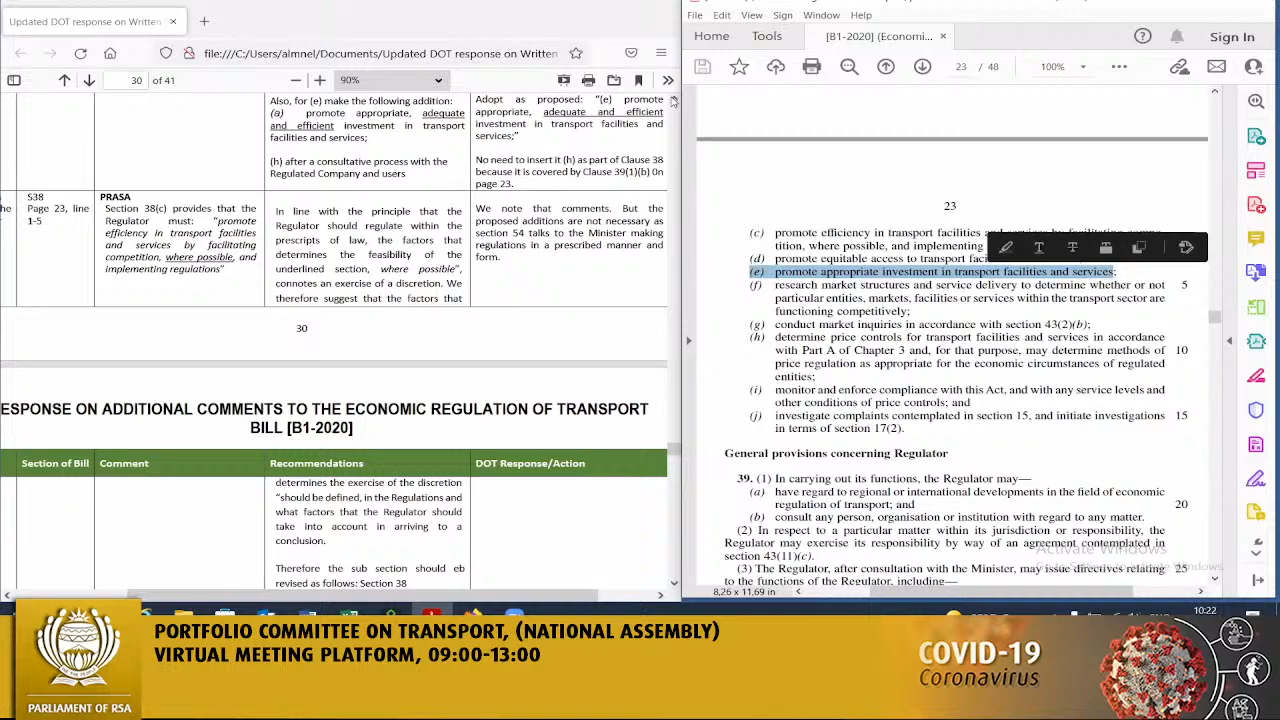 Updated DOT response on Written
file:///C:/Users/aimnel/Documents/Updated DOT response on Written
30 of 41
90%
Also, for (e) make the following addition:
(a) promote appropriate, adequate
and efficient investment in transport
facilities and services;
(h) after a consultative process with the
Regulated Company and users
Adopt as proposed: “(e) promote
appropriate, adequate and efficient
investment in transport facilities and
services;”
No need to insert it (h) as part of Clause 38
because it is covered by Clause 39(1)(b) 0n
page 23.
he
S38
Page 23, line
1-5
PRASA
Section 38(c) provides that the
Regulator must: “promote
efficiency in transport facilities
and services by facilitating
competition, where possible, and
implementing regulations”
In line with the principle that the
Regulator should regulate within the
prescripts of law, the factors that
determines the feasibility of the
underlined section, where possible”,
connotes an exercise of a discretion. We
therefore suggest that the factors that
We note that comments. But the
proposed additions are not necessary as
section 54 talks to the Minister making
regulations in a prescribed manner and
form.
30
ESPONSE ON ADDITIONAL COMMENTS TO THE ECONOMIC REGULATION OF TRANSPORT
BILL [B1-2020]
Section of Bill Comment Recommendations DOT Response/Action
determines the exercise of the discretion
“should be defined, in the Regulations and
what factors that the Regulator should
take into account in arriving to a
conclusion.
Therefore the sub section should eb
revised as follows: Section 38
File Edit View Sign Window Help
Home Tools [B1-2020] (Economi... Sign In
23 / 48 100%
23
(c) promote efficiency in transport facilities and services by facilitating compe-
tition, where possible, and implementing
(d) promote equitable access to transport
(e) promote appropriate investment in transport facilities and services;
(f) research market structures and service delivery to determine whether or not 5
particular entities, markets, facilities or services within the transport sector are
functioning competitively;
(g) conduct market inquiries in accordance with section 43(2)(b);
(h) determine price controls for transport facilities and services in accordance
with Part A of Chapter 3 and, for that purpose, may determine methods of 10
price regulation as appropriate for the economic circumstances of regulated
entities;
(i) monitor and enforce compliance with this Act, and with any service levels and
other conditions of price controls; and
(j) investigate complaints contemplated in section 15, and initiate investigations 15
in terms of section 17(2).
General provisions concerning Regulator
39. (1) In carrying out its functions, the Regulator may—
(a) have regard to regional or international developments in the field of economic
regulation of transport; and 20
(b) consult any person, organisation or institution with regard to any matter.
(2) In respect to a particular matter within its jurisdiction or responsibility, the
Regulator may exercise its responsibility by way of an agreement contemplated in
section 43(11)(c).
(3) The Regulator, after consultation with the Minister, may issue directives relating 25
to the functions of the Regulator, including—
Activate Windows
8,26 x 11,69 in
10:22
PORTFOLIO COMMITTEE ON TRANSPORT, (NATIONAL ASSEMBLY)
VIRTUAL MEETING PLATFORM, 09:00-13:00
PARLIAMENT OF RSA
COVID-19
Coronavirus